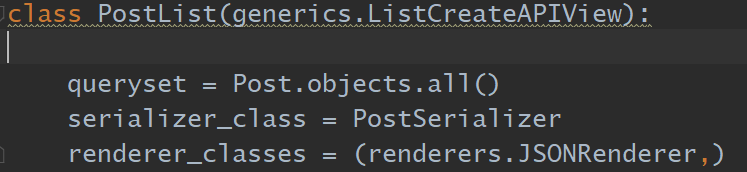 class PostList(generics.ListCreateAPIView):
queryset = Post.objects.all()
serializer_class = PostSerializer
renderer_classes = (renderers.JSONRenderer,)